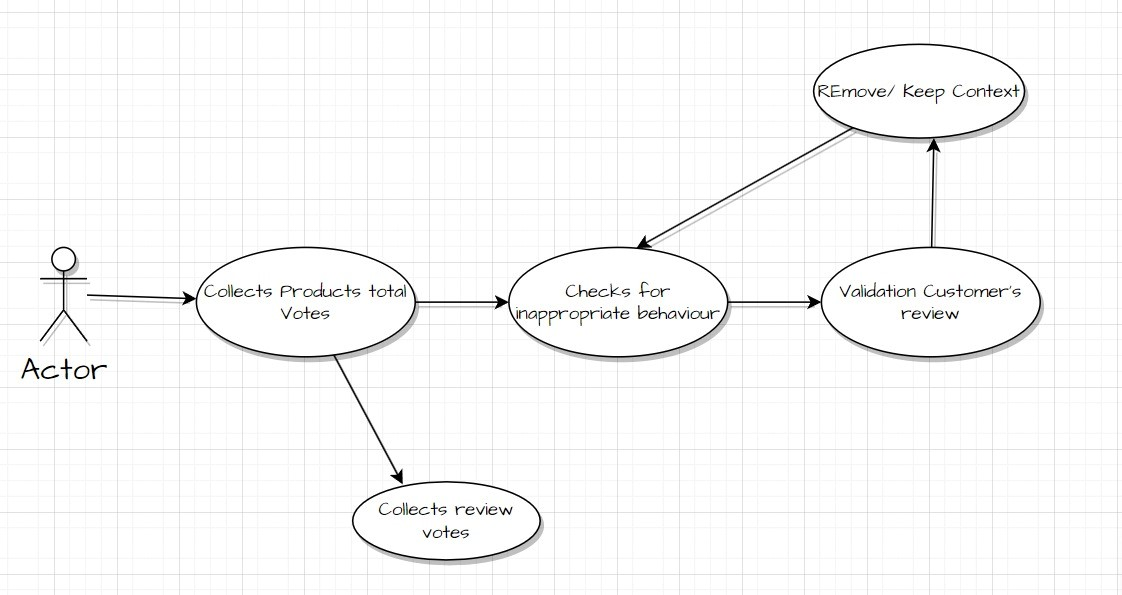 REmove/ Keep Context
Collects Products total
Votes
Checks for
inappropriate behaviour
Validation Customer's
review
Actor
Collects review
votes